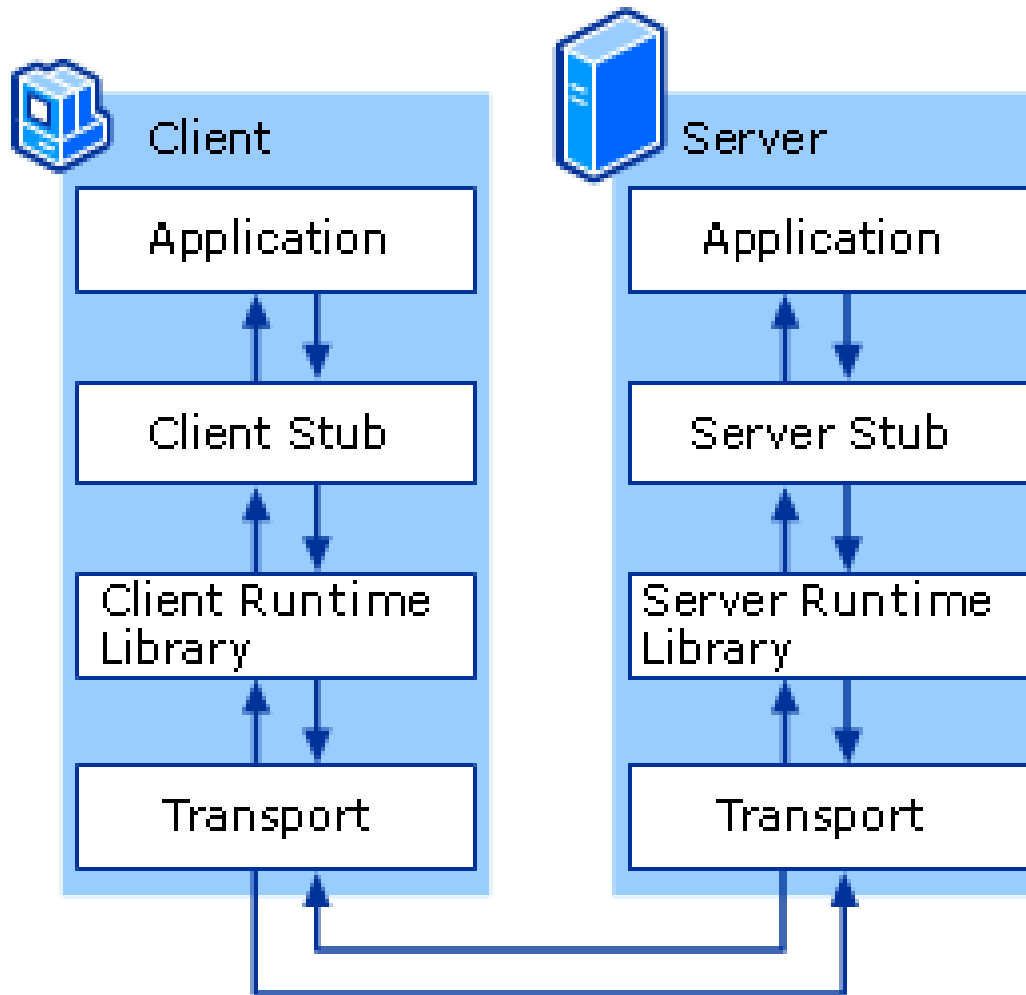 Client
Application
Client Stub
Client Runtime
Library
Transport
Server
Application
Server Stub
Server Runtime
Library
Transport